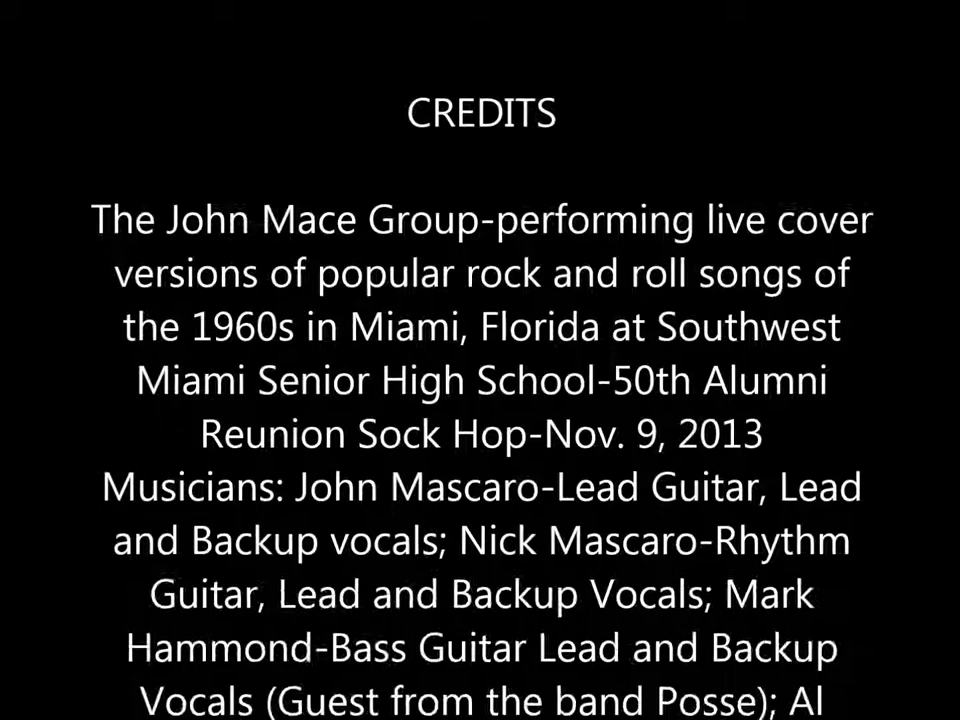 CREDITS
The John Mace Group-performing live cover
versions of popular rock and roll songs of
the 1960s in Miami, Florida at Southwest
Miami Senior High School-50th Alumni
Reunion Sock Hop-Nov. 9, 2013
Musicians: John Mascaro-Lead Guitar, Lead
and Backup vocals; Nick Mascaro-Rhythm
Guitar, Lead and Backup Vocals; Mark
Hammond-Bass Guitar Lead and Backup
Vocals (Guest from the band Posse); Al